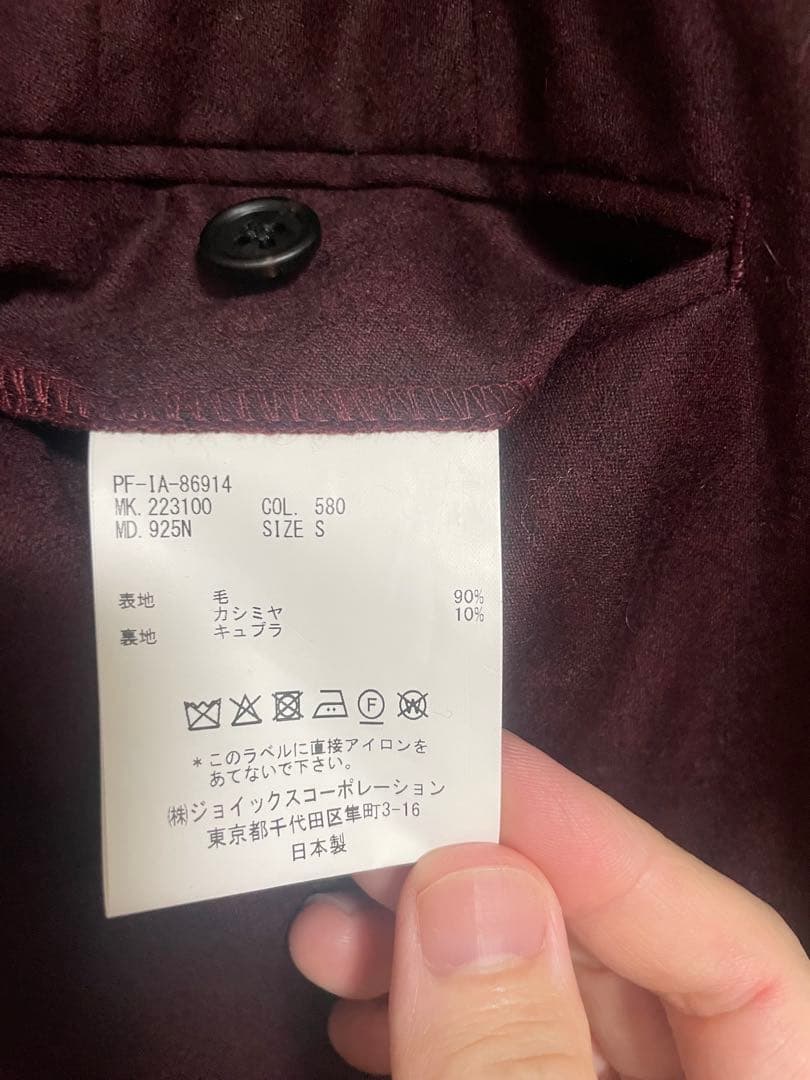 PF-IA-86914
MK. 223100 COL. 580
MD. 925N SIZE S
表地 毛 90%
カシミヤ 10%
裏地 キュプラ
F W
*このラベルに直接アイロンを
あてないで下さい。
㈱ジョイックスコーポレーション
東京都千代田区隼町3-16
日本製